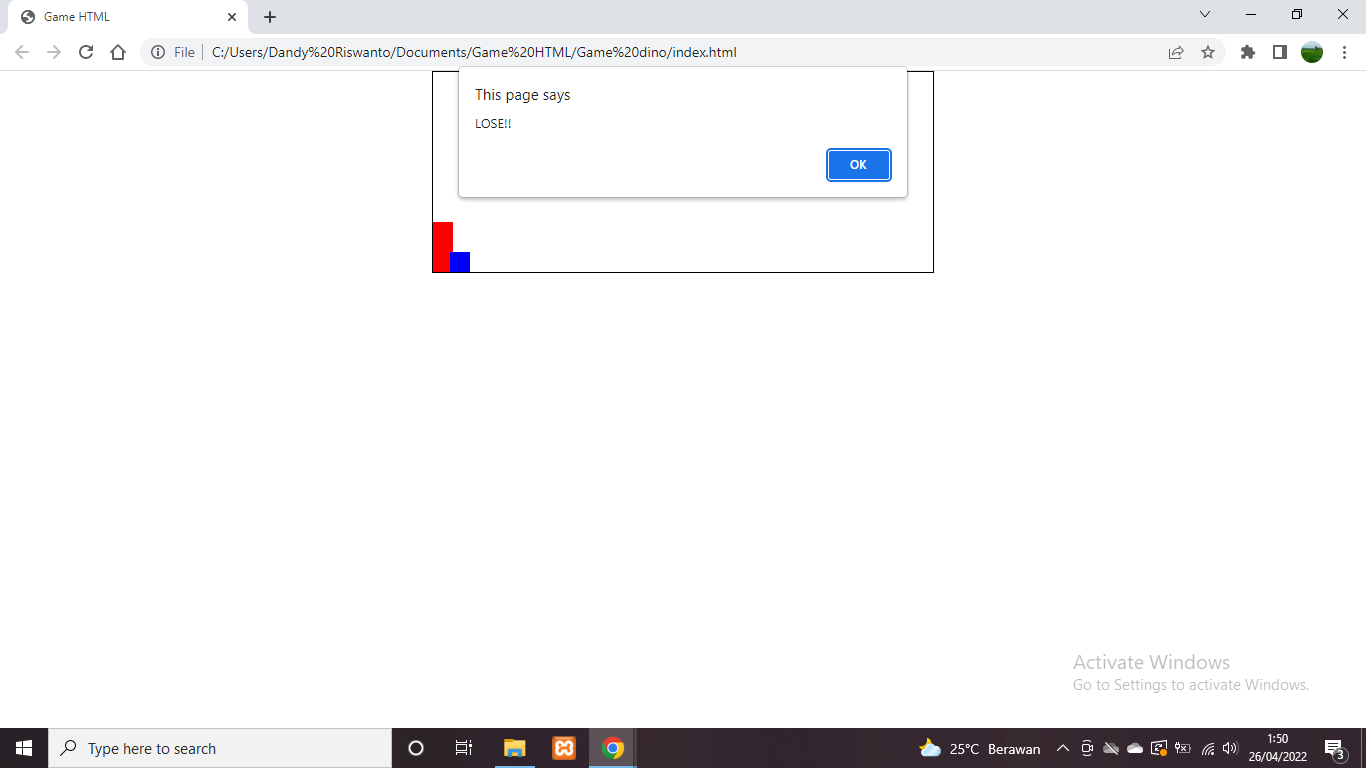 Game HTML
File
C:/Users/Dandy%20Riswanto/Documents/Game%20HTML/Game%20dino/index.html
This page says
LOSE!!
OK
Activate Windows
Go to Settings to activate Windows.
Type here to search
25°C Berawan
1:50
26/04/2022
3